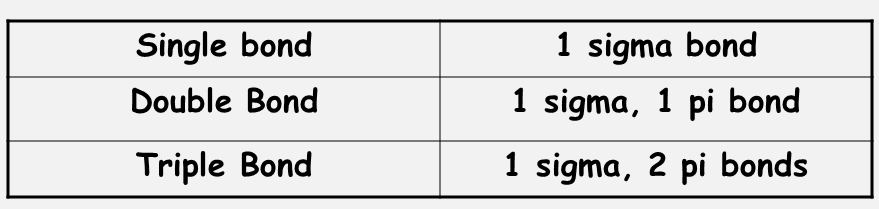 Single bond 1 sigma bond
Double Bond 1 sigma, 1 pi bond
Triple Bond 1 sigma, 2 pi bonds